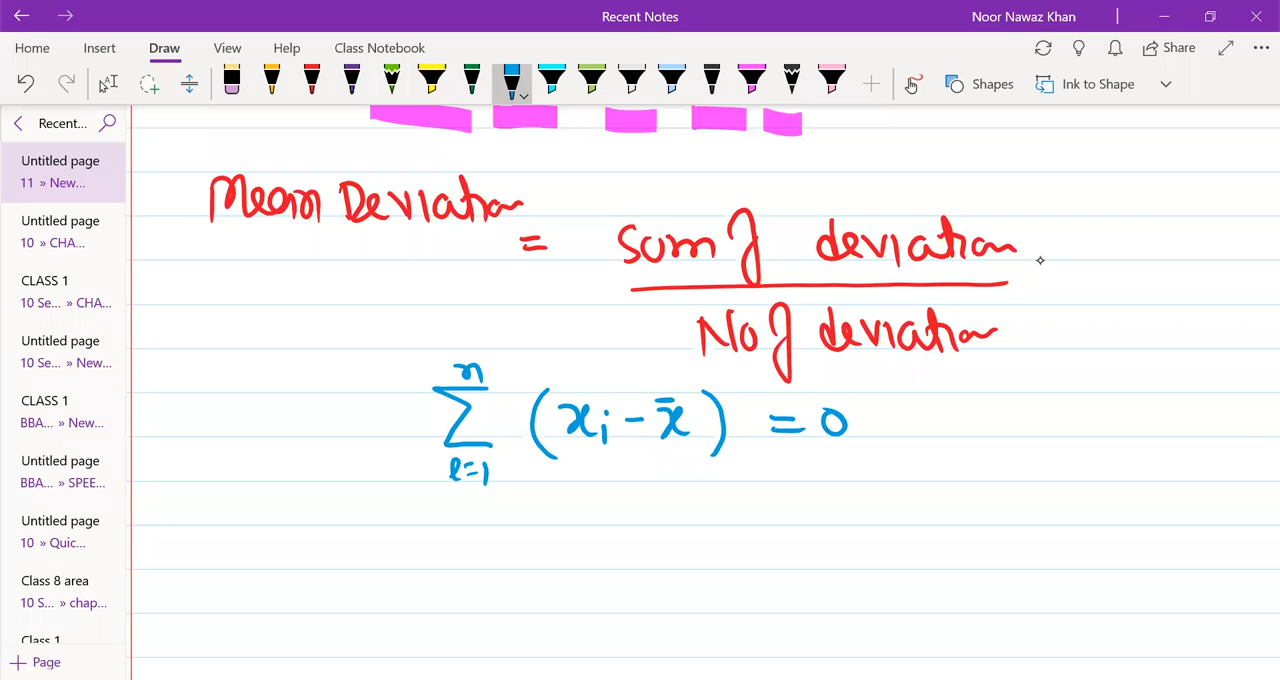 Recent Notes
Noor Nawaz Khan
Home Insert Draw View Help Class Notebook
Share
Shapes
Ink to Shape
Recent...
Untitled page
11 » New...
Untitled page
10 » CHA...
CLASS 1
10 Se... » CHA...
Untitled page
10 Se... » New...
CLASS 1
BBA... » New...
Untitled page
BBA... » SPEE...
Untitled page
10 » Quic...
Class 8 area
10 S... » chap...
Class 1
+ Page
Mean Deviation
= Sum of deviation
No of deviation
n
∑ (xi - x̄) = 0
i=1